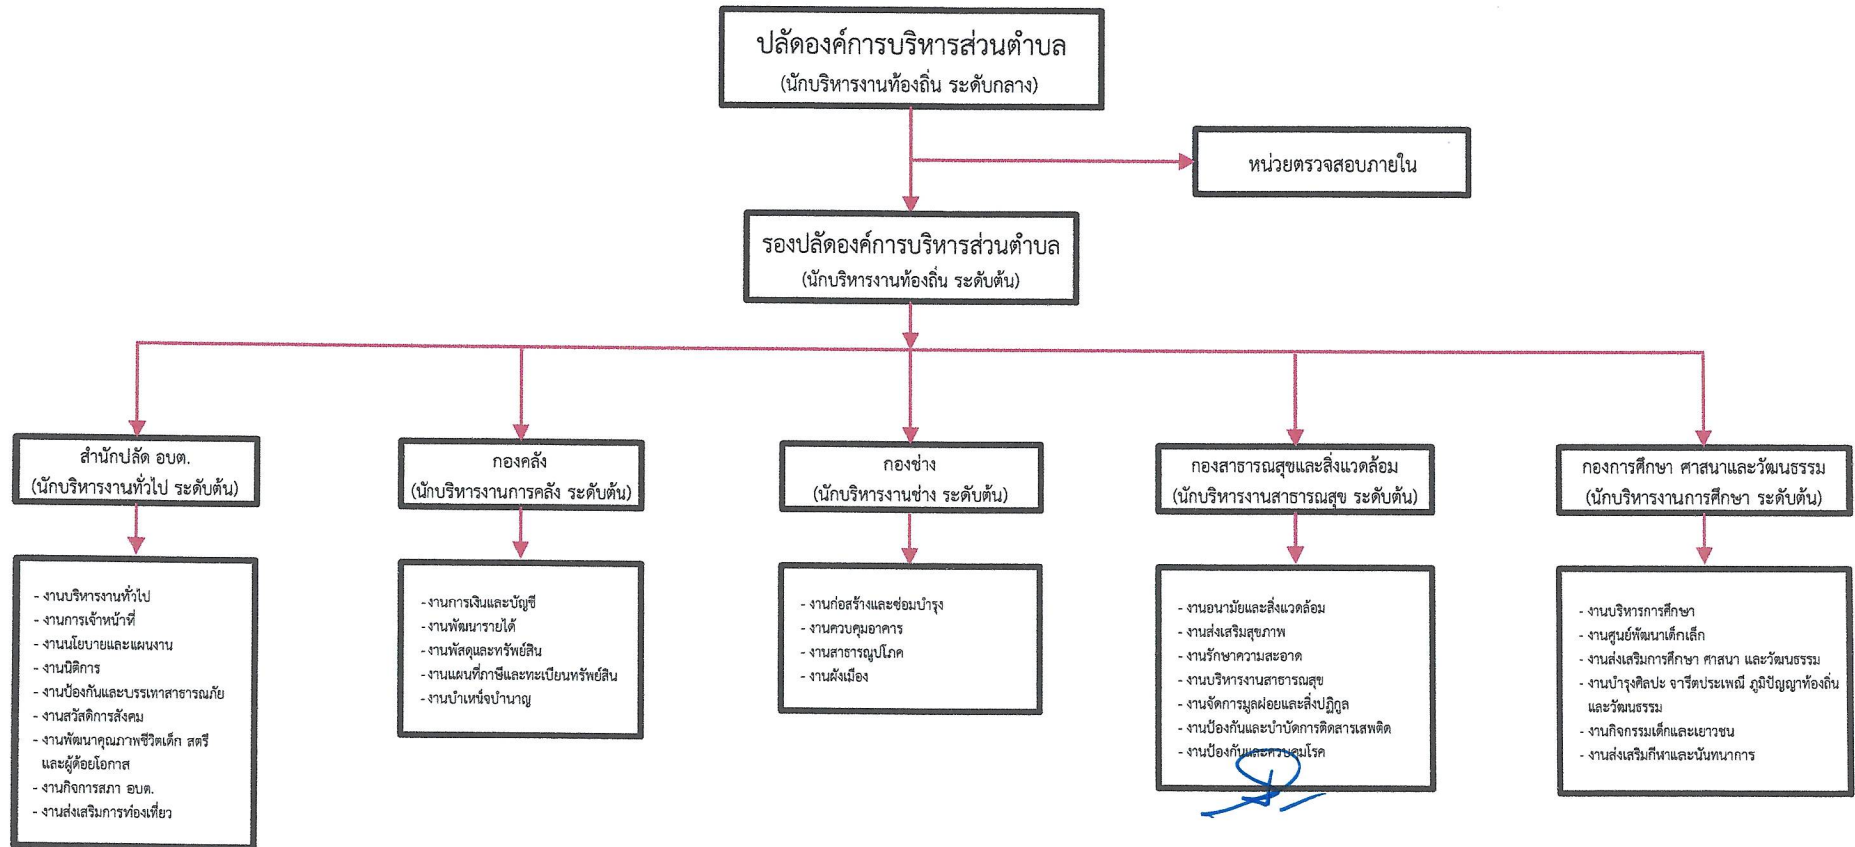 ปลัดองค์การบริหารส่วนตำบล
(นักบริหารงานท้องถิ่น ระดับกลาง)
หน่วยตรวจสอบภายใน
รองปลัดองค์การบริหารส่วนตำบล
(นักบริหารงานท้องถิ่น ระดับต้น)
สำนักปลัด อบต.
(นักบริหารงานทั่วไป ระดับต้น)
กองคลัง
(นักบริหารงานการคลัง ระดับต้น)
กองช่าง
(นักบริหารงานช่าง ระดับต้น)
กองสาธารณสุขและสิ่งแวดล้อม
(นักบริหารงานสาธารณสุข ระดับต้น)
กองการศึกษา ศาสนาและวัฒนธรรม
(นักบริหารงานการศึกษา ระดับต้น)
- งานบริหารงานทั่วไป
- งานการเจ้าหน้าที่
- งานนโยบายและแผนงาน
- งานนิติการ
- งานป้องกันและบรรเทาสาธารณภัย
- งานสวัสดิการสังคม
- งานพัฒนาคุณภาพชีวิตเด็ก สตรี
และผู้ด้อยโอกาส
- งานกิจการสภา อบต.
- งานส่งเสริมการท่องเที่ยว
- งานการเงินและบัญชี
- งานพัฒนารายได้
- งานพัสดุและทรัพย์สิน
- งานแผนที่ภาษีและทะเบียนทรัพย์สิน
- งานบำเหน็จบำนาญ
- งานก่อสร้างและซ่อมบำรุง
- งานควบคุมอาคาร
- งานสาธารณูปโภค
- งานผังเมือง
- งานอนามัยและสิ่งแวดล้อม
- งานส่งเสริมสุขภาพ
- งานรักษาความสะอาด
- งานบริหารงานสาธารณสุข
- งานจัดการมูลฝอยและสิ่งปฏิกูล
- งานป้องกันและบำบัดการติดสารเสพติด
- งานป้องกันและควบคุมโรค
- งานบริหารการศึกษา
- งานศูนย์พัฒนาเด็กเล็ก
- งานส่งเสริมการศึกษา ศาสนา และวัฒนธรรม
- งานบำรุงศิลปะ จารีตประเพณี ภูมิปัญญาท้องถิ่น
และวัฒนธรรม
- งานกิจกรรมเด็กและเยาวชน
- งานส่งเสริมกีฬาและนันทนาการ